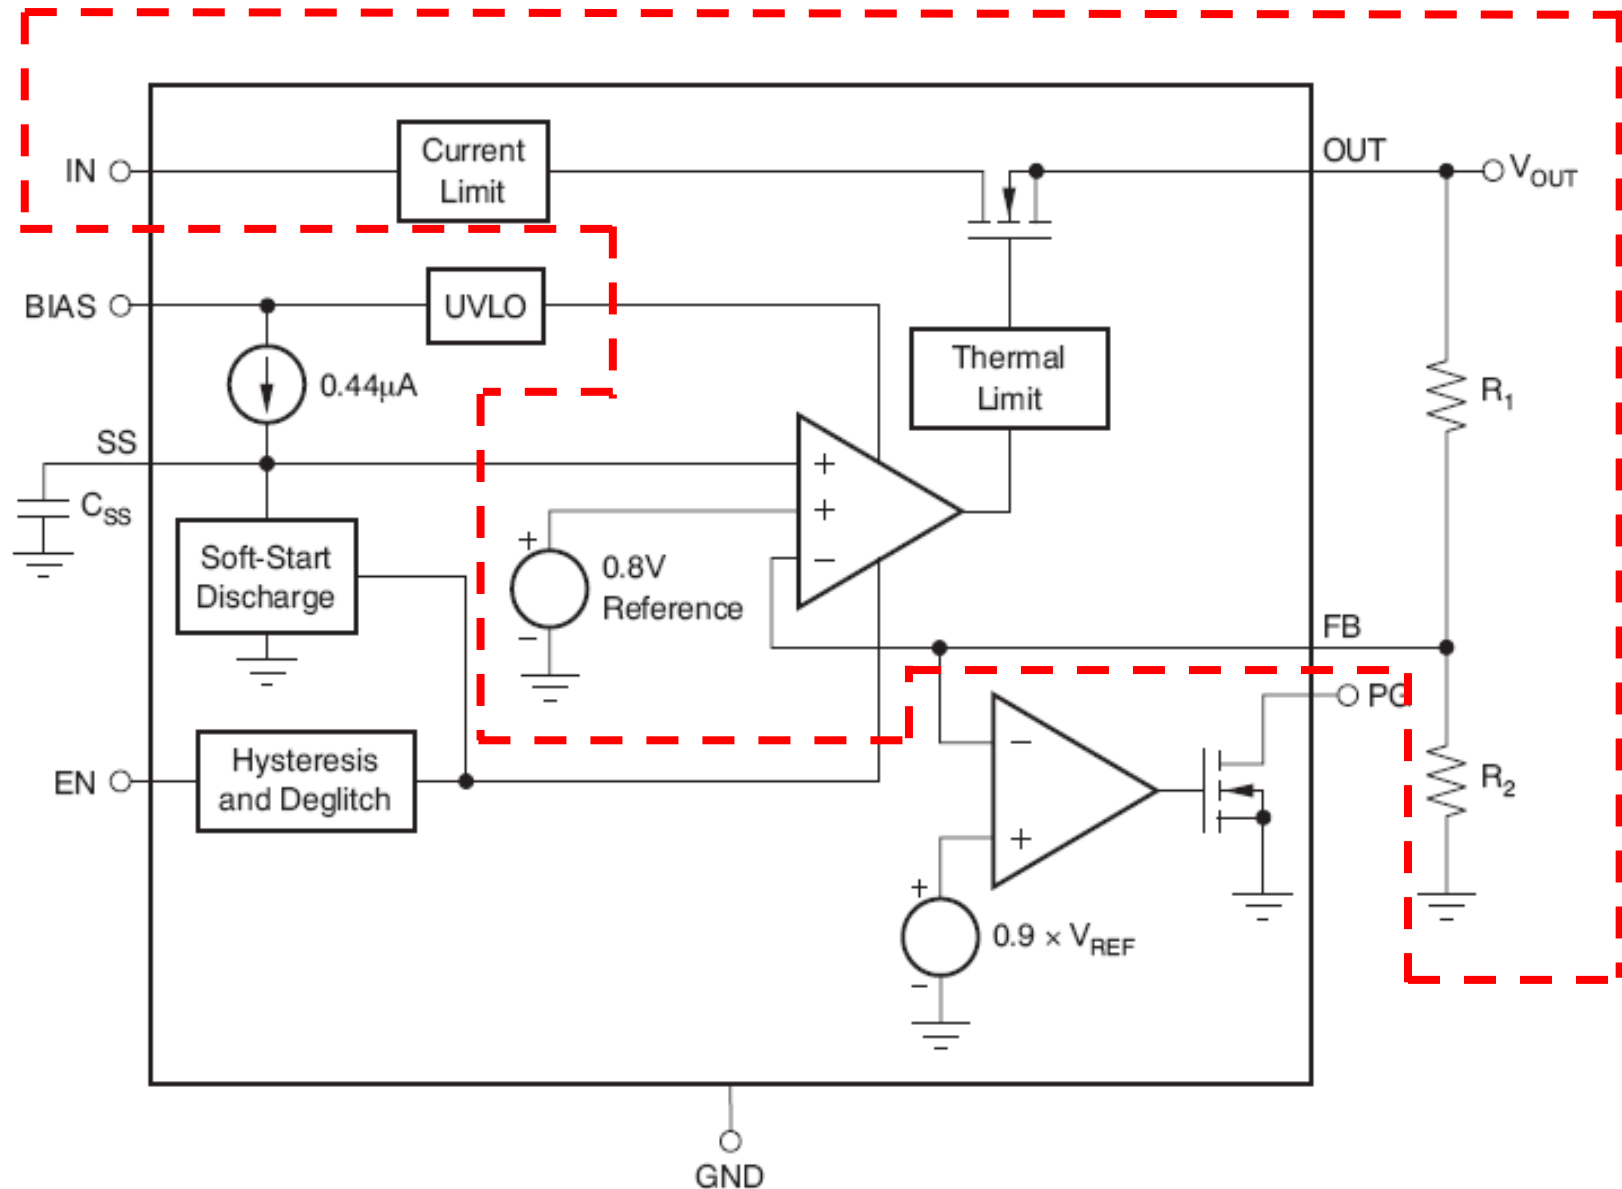 IN
Current
Limit
OUT
VOUT
BIAS
UVLO
0.44μA
Thermal
Limit
R1
SS
CSS
+
+
−
+
−
0.8V
Reference
Soft-Start
Discharge
FB
PG
EN
Hysteresis
and Deglitch
−
+
R2
+
−
0.9 × VREF
GND